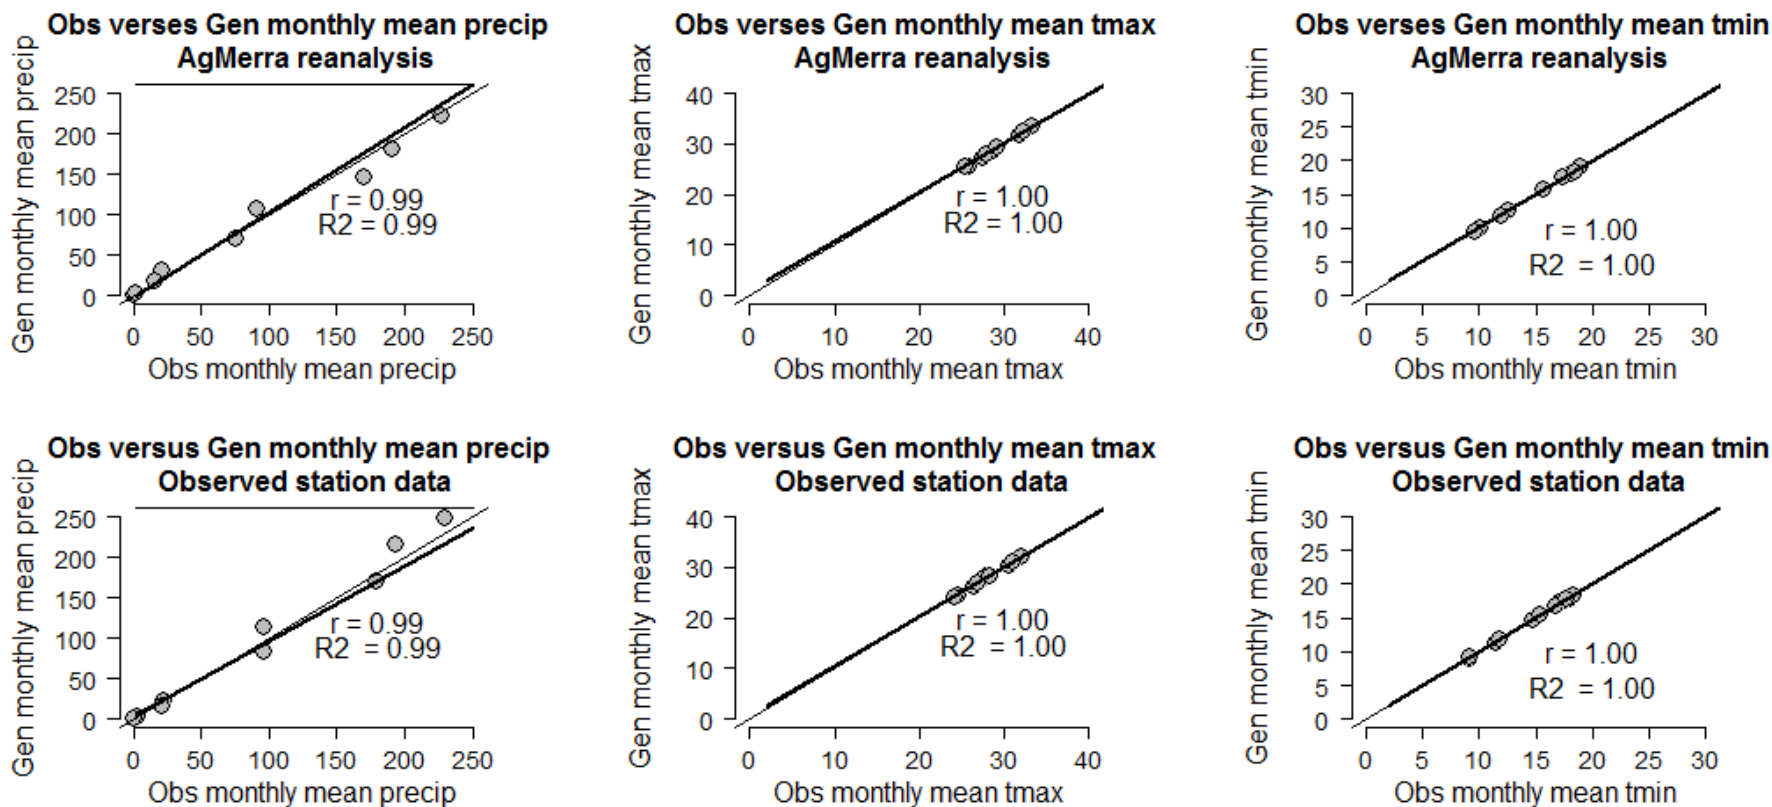 Obs verses Gen monthly mean precip
AgMerra reanalysis
Gen monthly mean precip
250
200
150
100
50
0
r = 0.99
R2 = 0.99
0 50 100 150 200 250
Obs monthly mean precip
Obs verses Gen monthly mean tmax
AgMerra reanalysis
Gen monthly mean tmax
40
30
20
10
0
r = 1.00
R2 = 1.00
0 10 20 30 40
Obs monthly mean tmax
Obs verses Gen monthly mean tmin
AgMerra reanalysis
Gen monthly mean tmin
30
25
20
15
10
5
0
r = 1.00
R2 = 1.00
0 5 10 15 20 25 30
Obs monthly mean tmin
Obs versus Gen monthly mean precip
Observed station data
Gen monthly mean precip
250
200
150
100
50
0
r = 0.99
R2 = 0.99
0 50 100 150 200 250
Obs monthly mean precip
Obs versus Gen monthly mean tmax
Observed station data
Gen monthly mean tmax
40
30
20
10
0
r = 1.00
R2 = 1.00
0 10 20 30 40
Obs monthly mean tmax
Obs versus Gen monthly mean tmin
Observed station data
Gen monthly mean tmin
30
25
20
15
10
5
0
r = 1.00
R2 = 1.00
0 5 10 15 20 25 30
Obs monthly mean tmin